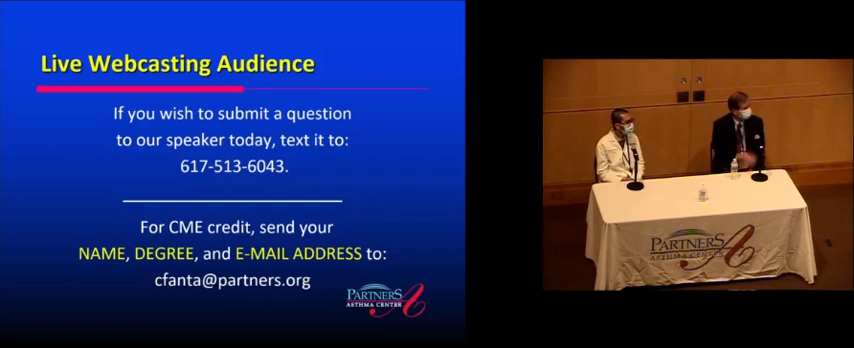 Live Webcasting Audience
If you wish to submit a question
to our speaker today, text it to:
617-513-6043.
For CME credit, send your
NAME, DEGREE, and E-MAIL ADDRESS to:
cfanta@partners.org
PARTNERS
ASTHMA CENTER
PARTNERS
ASTHMA CENTER